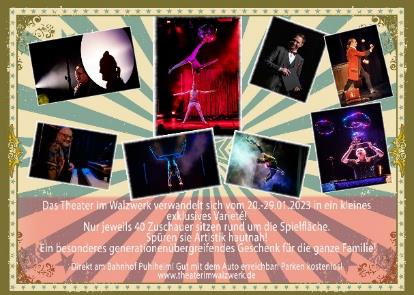 Das Theater im Walzwerk verwandelt sich vom 20.-29.01.2023 in ein kleines
exklusives Varieté!
Nur jeweils 40 Zuschauer sitzen rund um die Spielfläche.
Spüren sie Artistik hautnah!
Ein besonderes generationenübergreifendes Geschenk für die ganze Familie!
Direkt am Bahnhof Pulheim! Gut mit dem Auto erreichbar! Parken kostenlos!
www.theaterimwalzwerk.de